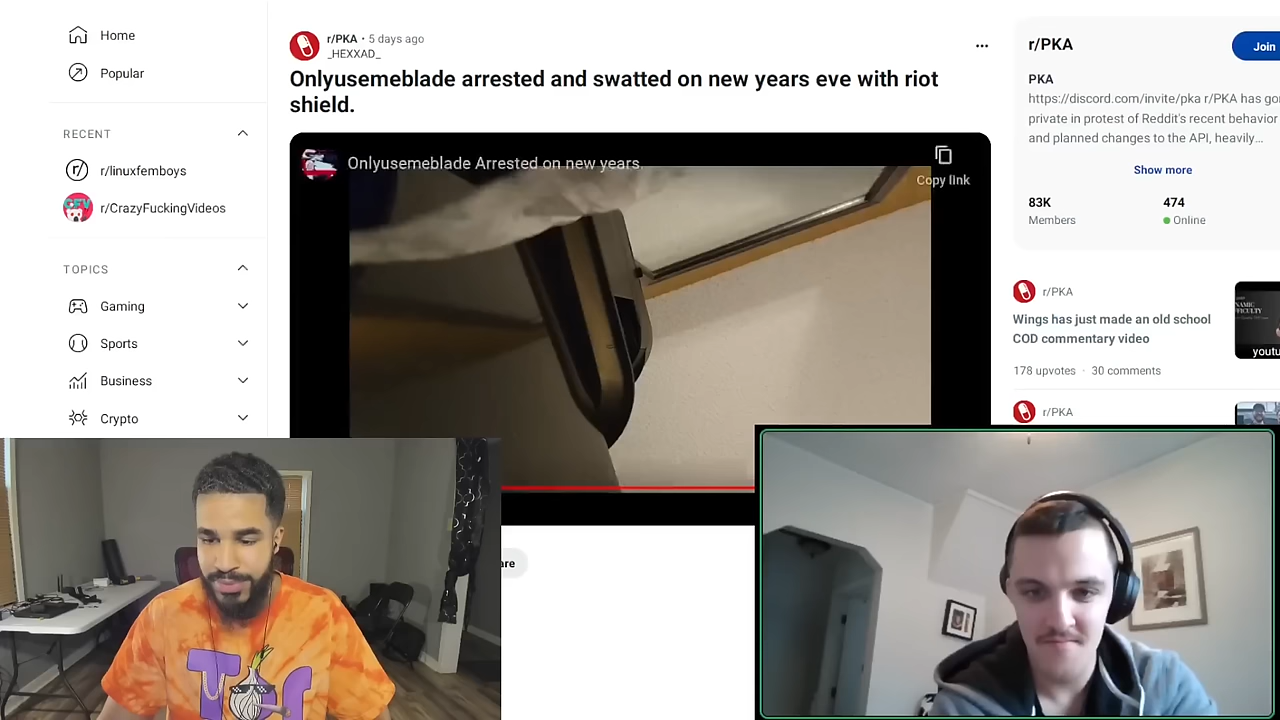 Home
Popular
RECENT
r/linuxfemboys
r/CrazyFuckingVideos
TOPICS
Gaming
Sports
Business
Crypto
r/PKA • 5 days ago
_HEXXAD_
Onlyusemeblade arrested and swatted on new years eve with riot
shield.
Onlyusemeblade Arrested on new years.
Copy link
are
r/PKA
Join
PKA
https://discord.com/invite/pka r/PKA has go
private in protest of Reddit's recent behavior
and planned changes to the API, heavily...
Show more
83K
Members
474
Online
r/PKA
Wings has just made an old school
COD commentary video
youtu
178 upvotes · 30 comments
r/PKA